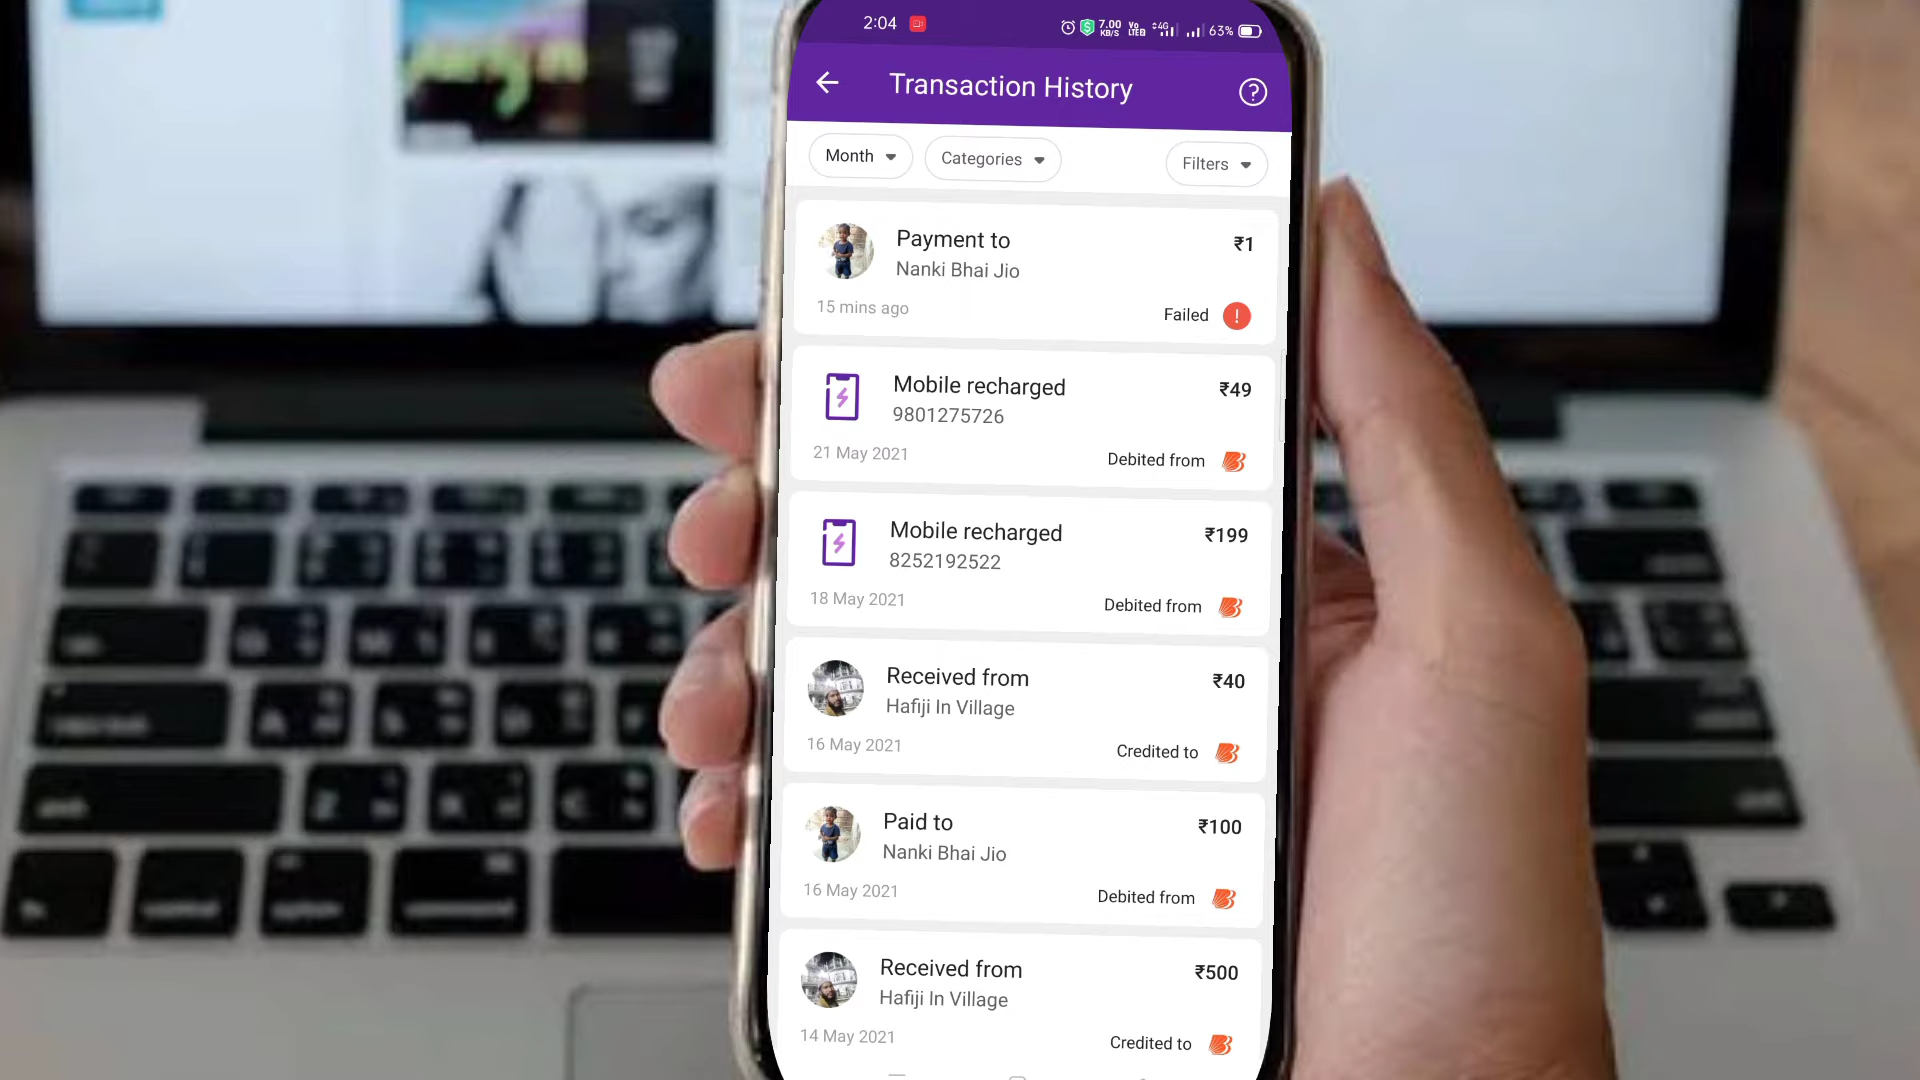 2:04
7.00 KB/S
Vo LTE2
4G
63%
Transaction History
Month
Categories
Filters
Payment to
₹1
Nanki Bhai Jio
15 mins ago
Failed
Mobile recharged
₹49
9801275726
21 May 2021
Debited from
Mobile recharged
₹199
8252192522
18 May 2021
Debited from
Received from
₹40
Hafiji In Village
16 May 2021
Credited to
Paid to
₹100
Nanki Bhai Jio
16 May 2021
Debited from
Received from
₹500
Hafiji In Village
14 May 2021
Credited to